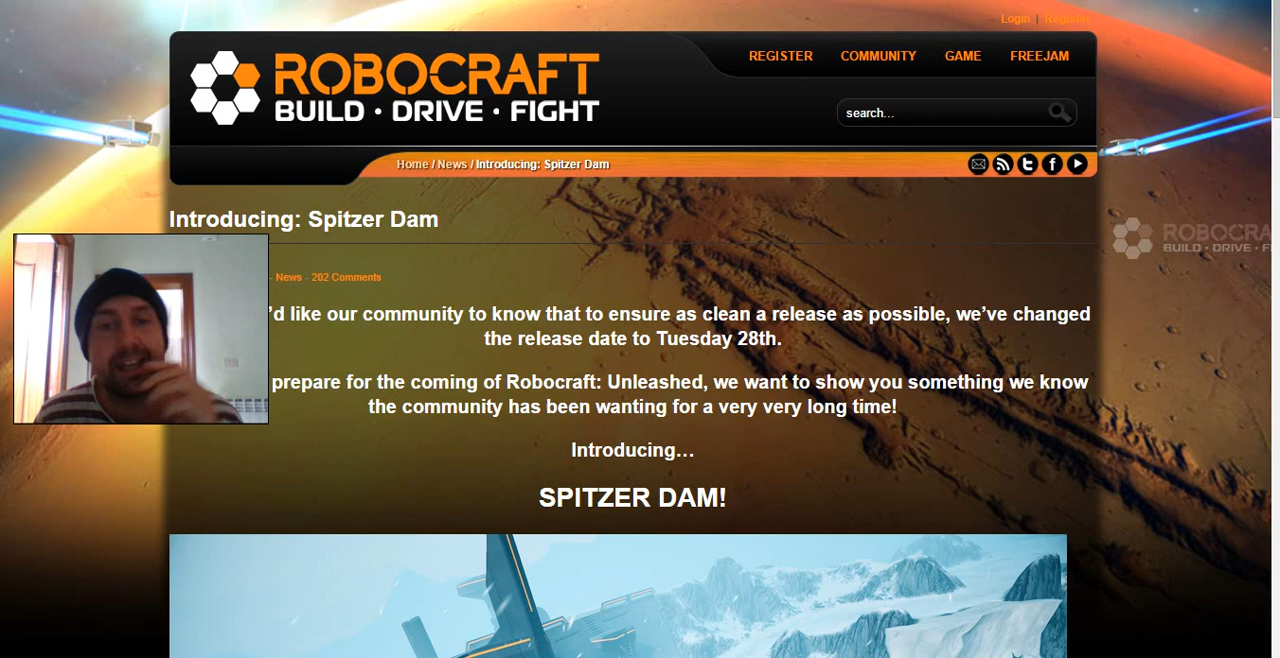 Login | Register
ROBOCRAFT
BUILD · DRIVE · FIGHT
REGISTER COMMUNITY GAME FREEJAM
search...
Home / News / Introducing: Spitzer Dam
Introducing: Spitzer Dam
ROBOCRA
BUILD · DRIVE · FI
- News - 202 Comments
'd like our community to know that to ensure as clean a release as possible, we've changed
the release date to Tuesday 28th.
prepare for the coming of Robocraft: Unleashed, we want to show you something we know
the community has been wanting for a very very long time!
Introducing…
SPITZER DAM!